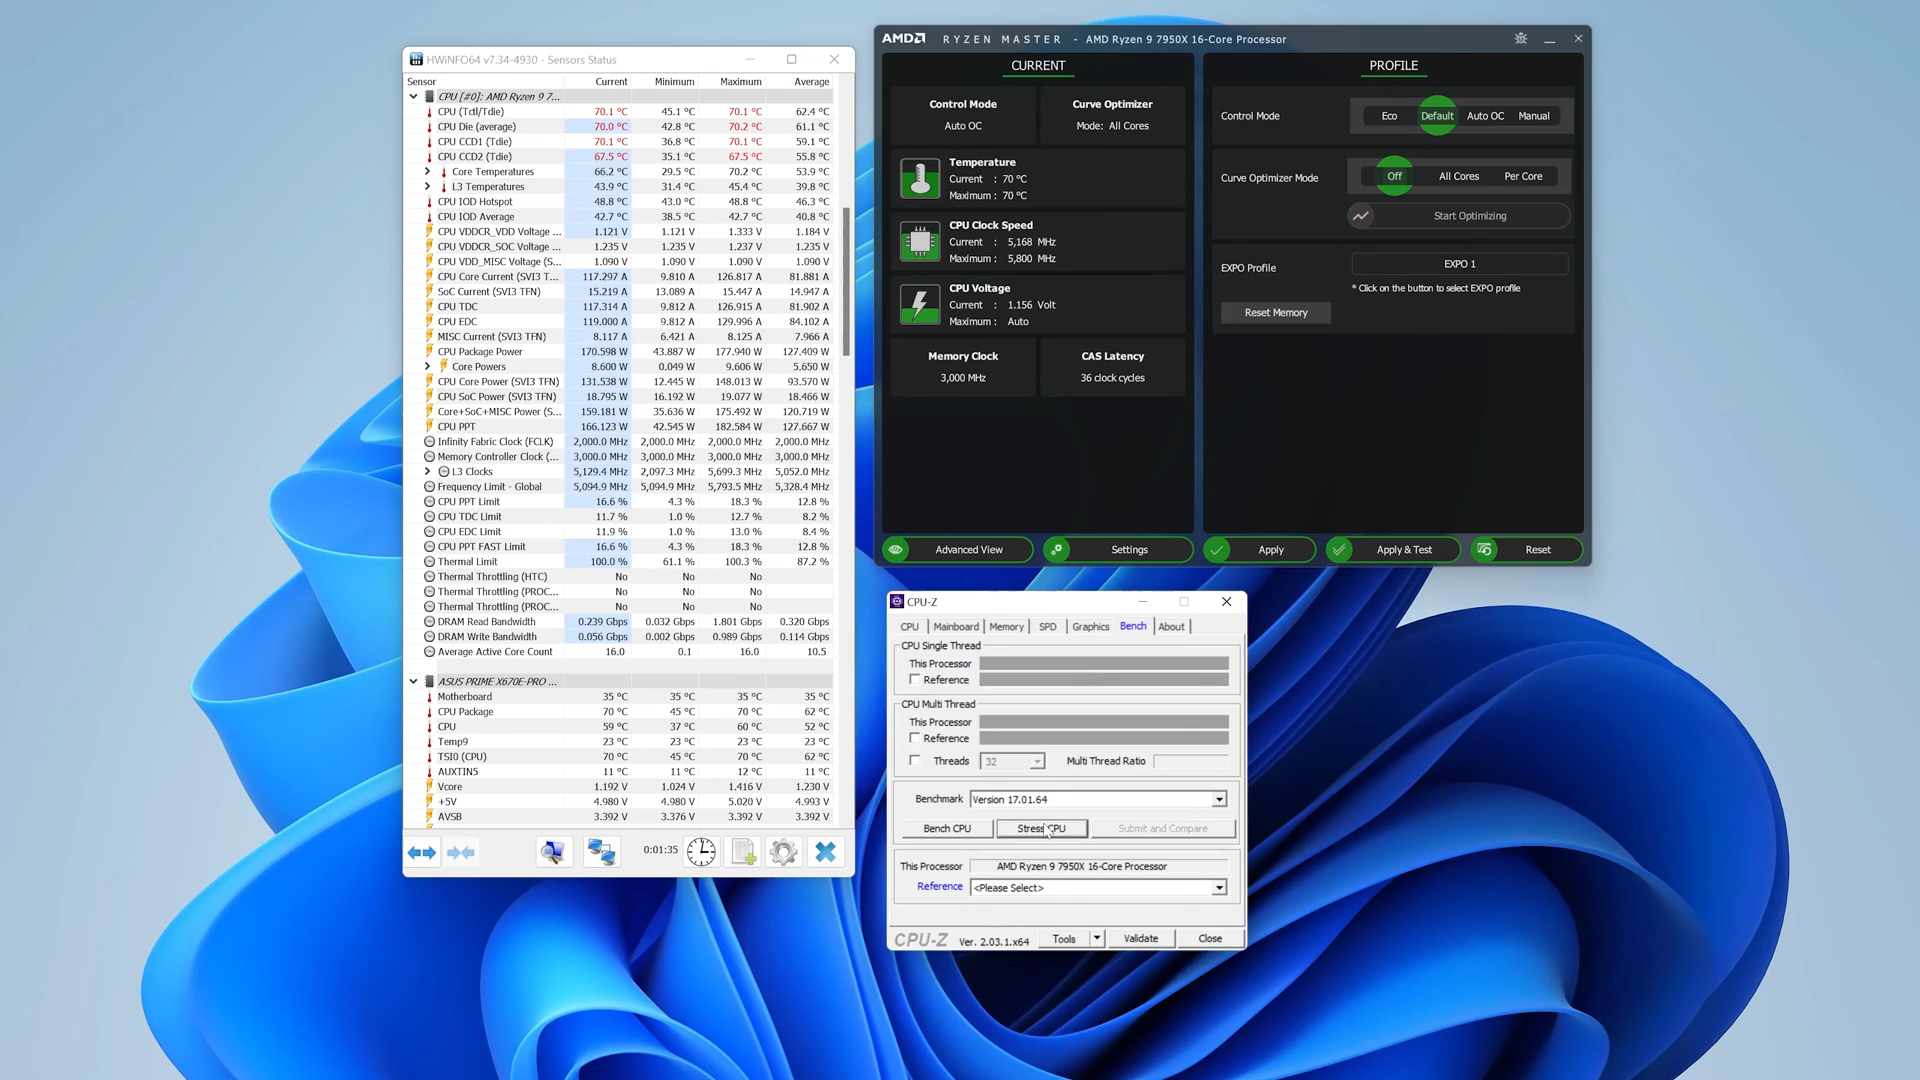 HWiNFO64 v7.34-4930 - Sensors Status
Sensor Current Minimum Maximum Average
CPU [#0]: AMD Ryzen 9 7...
CPU (Tctl/Tdie) 70.1 °C 45.1 °C 70.1 °C 62.4 °C
CPU Die (average) 70.0 °C 42.8 °C 70.2 °C 61.1 °C
CPU CCD1 (Tdie) 70.1 °C 36.8 °C 70.1 °C 59.1 °C
CPU CCD2 (Tdie) 67.5 °C 35.1 °C 67.5 °C 55.8 °C
Core Temperatures 66.2 °C 29.5 °C 70.2 °C 53.9 °C
L3 Temperatures 43.9 °C 31.4 °C 45.4 °C 39.8 °C
CPU IOD Hotspot 48.8 °C 43.0 °C 48.8 °C 46.3 °C
CPU IOD Average 42.7 °C 38.5 °C 42.7 °C 40.8 °C
CPU VDDCR_VDD Voltage ... 1.121 V 1.121 V 1.333 V 1.184 V
CPU VDDCR_SOC Voltage ... 1.235 V 1.235 V 1.237 V 1.235 V
CPU VDD_MISC Voltage (S... 1.090 V 1.090 V 1.090 V 1.090 V
CPU Core Current (SVI3 T... 117.297 A 9.810 A 126.817 A 81.881 A
SoC Current (SVI3 TFN) 15.219 A 13.089 A 15.447 A 14.947 A
CPU TDC 117.314 A 9.812 A 126.915 A 81.902 A
CPU EDC 119.000 A 9.812 A 129.996 A 84.102 A
MISC Current (SVI3 TFN) 8.117 A 6.421 A 8.125 A 7.966 A
CPU Package Power 170.598 W 43.887 W 177.940 W 127.409 W
Core Powers 8.600 W 0.049 W 9.606 W 5.650 W
CPU Core Power (SVI3 TFN) 131.538 W 12.445 W 148.013 W 93.570 W
CPU SoC Power (SVI3 TFN) 18.795 W 16.192 W 19.077 W 18.466 W
Core+SoC+MISC Power (S... 159.181 W 35.636 W 175.492 W 120.719 W
CPU PPT 166.123 W 42.545 W 182.584 W 127.667 W
Infinity Fabric Clock (FCLK) 2,000.0 MHz 2,000.0 MHz 2,000.0 MHz 2,000.0 MHz
Memory Controller Clock (... 3,000.0 MHz 3,000.0 MHz 3,000.0 MHz 3,000.0 MHz
L3 Clocks 5,129.4 MHz 2,097.3 MHz 5,699.3 MHz 5,052.0 MHz
Frequency Limit - Global 5,094.9 MHz 5,094.9 MHz 5,793.5 MHz 5,328.4 MHz
CPU PPT Limit 16.6 % 4.3 % 18.3 % 12.8 %
CPU TDC Limit 11.7 % 1.0 % 12.7 % 8.2 %
CPU EDC Limit 11.9 % 1.0 % 13.0 % 8.4 %
CPU PPT FAST Limit 16.6 % 4.3 % 18.3 % 12.8 %
Thermal Limit 100.0 % 61.1 % 100.3 % 87.2 %
Thermal Throttling (HTC) No No No
Thermal Throttling (PROC... No No No
Thermal Throttling (PROC... No No No
DRAM Read Bandwidth 0.239 Gbps 0.032 Gbps 1.801 Gbps 0.320 Gbps
DRAM Write Bandwidth 0.056 Gbps 0.002 Gbps 0.989 Gbps 0.114 Gbps
Average Active Core Count 16.0 0.1 16.0 10.5
ASUS PRIME X670E-PRO ...
Motherboard 35 °C 35 °C 35 °C 35 °C
CPU Package 70 °C 45 °C 70 °C 62 °C
CPU 59 °C 37 °C 60 °C 52 °C
Temp9 23 °C 23 °C 23 °C 23 °C
TSI0 (CPU) 70 °C 45 °C 70 °C 62 °C
AUXTIN5 11 °C 11 °C 12 °C 11 °C
Vcore 1.192 V 1.024 V 1.416 V 1.230 V
+5V 4.980 V 4.980 V 5.020 V 4.993 V
AVSB 3.392 V 3.376 V 3.392 V 3.392 V
0:01:35
AMD RYZEN MASTER - AMD Ryzen 9 7950X 16-Core Processor
CURRENT
Control Mode Curve Optimizer
Auto OC Mode: All Cores
Temperature
Current : 70 °C
Maximum : 70 °C
CPU Clock Speed
Current : 5,168 MHz
Maximum : 5,800 MHz
CPU Voltage
Current : 1.156 Volt
Maximum : Auto
Memory Clock CAS Latency
3,000 MHz 36 clock cycles
PROFILE
Control Mode Eco Default Auto OC Manual
Curve Optimizer Mode Off All Cores Per Core
Start Optimizing
EXPO Profile EXPO 1
* Click on the button to select EXPO profile
Reset Memory
Advanced View Settings Apply Apply & Test Reset
CPU-Z
CPU Mainboard Memory SPD Graphics Bench About
CPU Single Thread
This Processor
Reference
CPU Multi Thread
This Processor
Reference
Threads 32 Multi Thread Ratio
Benchmark Version 17.01.64
Bench CPU Stress CPU Submit and Compare
This Processor AMD Ryzen 9 7950X 16-Core Processor
Reference <Please Select>
CPU-Z Ver. 2.03.1.x64 Tools Validate Close